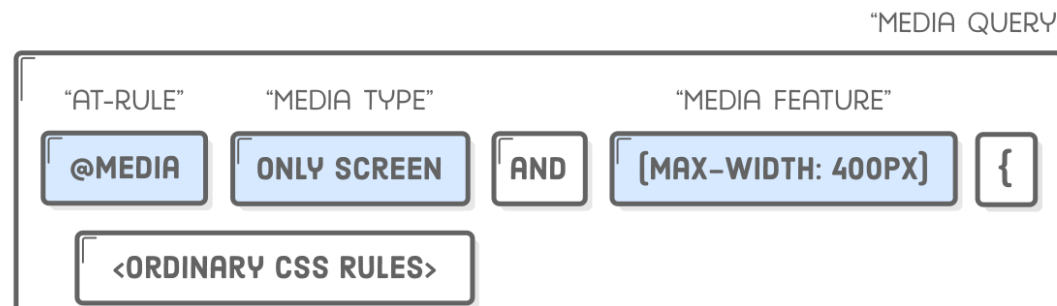 “MEDIA QUERY
“AT-RULE” “MEDIA TYPE” “MEDIA FEATURE”
@MEDIA ONLY SCREEN AND (MAX-WIDTH: 400PX) {
<ORDINARY CSS RULES>